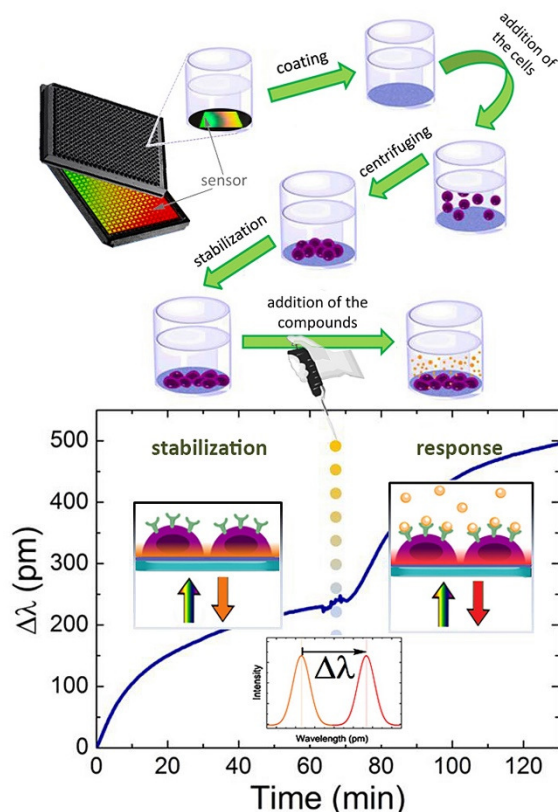 coating
addition of
the cells
sensor
centrifuging
stabilization
addition of the
compounds
stabilization
response
500
400
300
200
100
0
Δλ (pm)
Δλ
Intensity
Wavelength (pm)
0
20
40
60
80
100
120
Time (min)